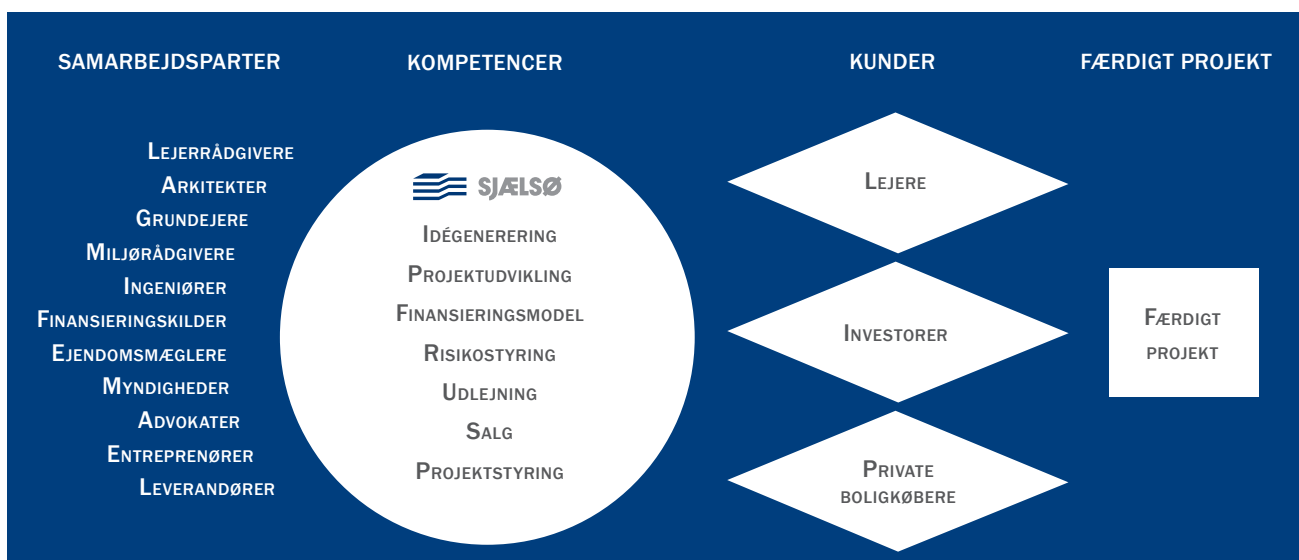 SAMARBEJDSPARTER
LEJERRÅDGIVERE
ARKITEKTER
GRUNDEJERE
MILJØRÅDGIVERE
INGENIØRER
FINANSIERINGSKILDER
EJENDOMSMÆGLERE
MYNDIGHEDER
ADVOKATER
ENTREPRENØRER
LEVERANDØRER
KOMPETENCER
SJÆLSØ
IDÉGENERERING
PROJEKTUDVIKLING
FINANSIERINGSMODEL
RISIKOSTYRING
UDLEJNING
SALG
PROJEKTSTYRING
KUNDER
LEJERE
INVESTORER
PRIVATE
BOLIGKØBERE
FÆRDIGT PROJEKT
FÆRDIGT
PROJEKT